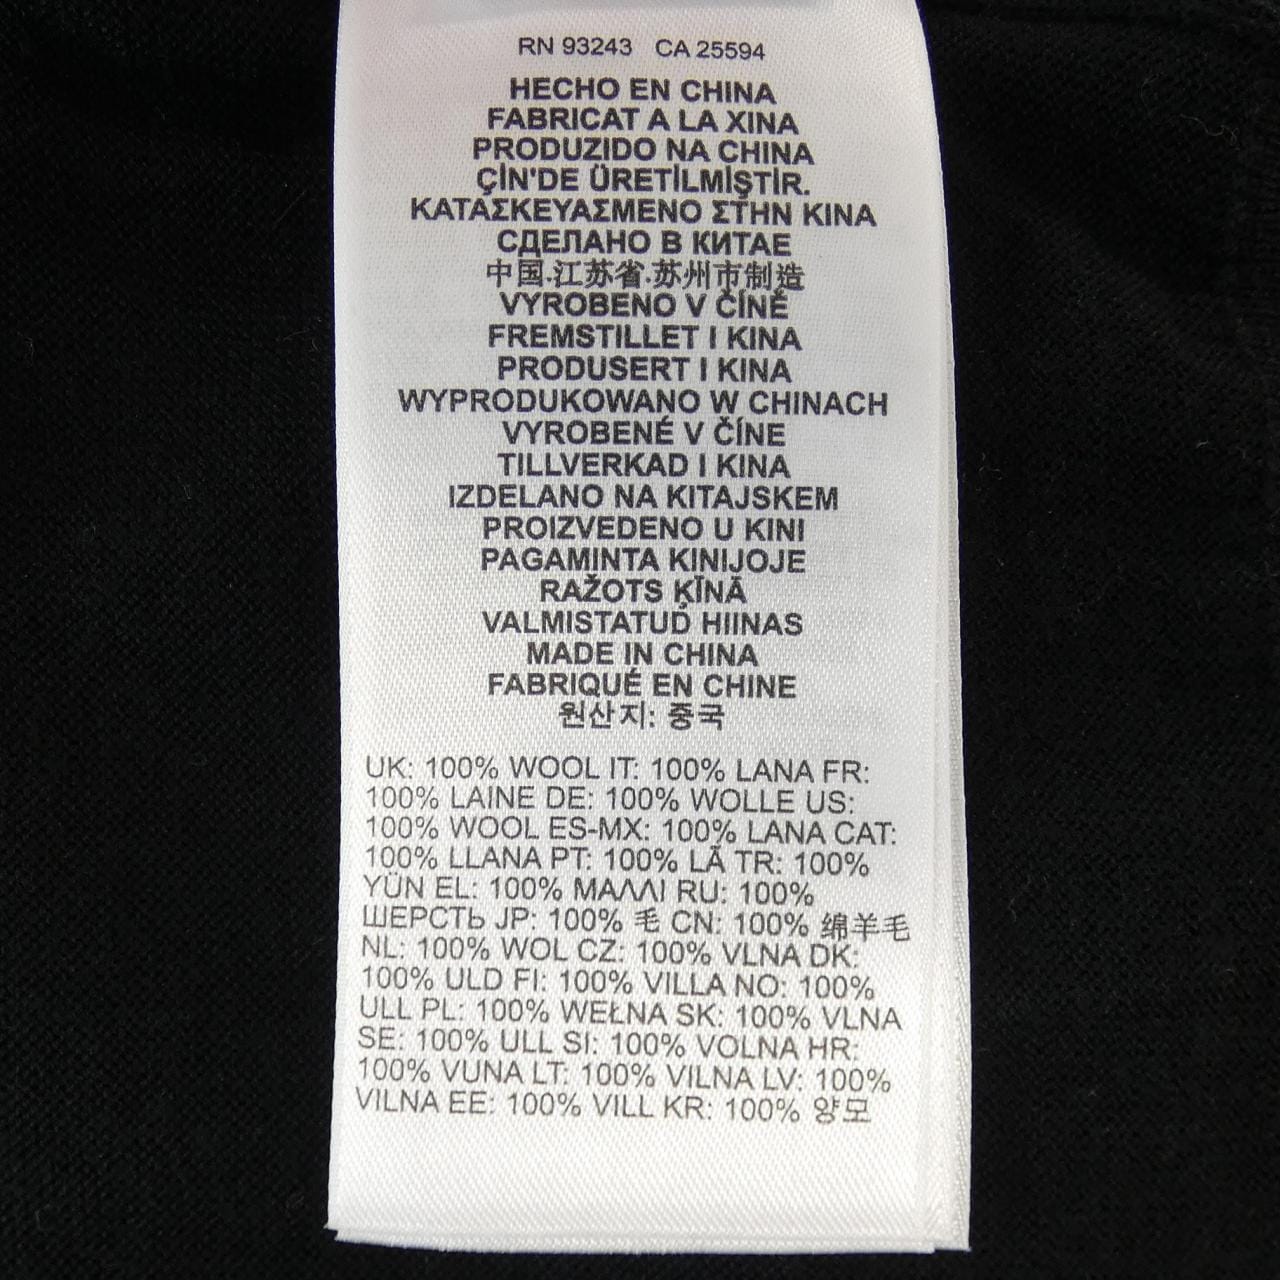 RN 93243 CA 25594
HECHO EN CHINA
FABRICAT A LA XINA
PRODUZIDO NA CHINA
ÇİN'DE ÜRETİLMİŞTİR.
ΚΑΤΑΣΚΕΥΑΣΜΕΝΟ ΣΤΗΝ ΚΙΝΑ
СДЕЛАНО В КИТАЕ
中国.江苏省.苏州市制造
VYROBENO V ČÍNĚ
FREMSTILLET I KINA
PRODUSERT I KINA
WYPRODUKOWANO W CHINACH
VYROBENÉ V ČÍNE
TILLVERKAD I KINA
IZDELANO NA KITAJSKEM
PROIZVEDENO U KINI
PAGAMINTA KINIJOJE
RAŽOTS ĶĪNĀ
VALMISTATUD HIINAS
MADE IN CHINA
FABRIQUÉ EN CHINE
원산지: 중국
UK: 100% WOOL IT: 100% LANA FR:
100% LAINE DE: 100% WOLLE US:
100% WOOL ES-MX: 100% LANA CAT:
100% LLANA PT: 100% LÃ TR: 100%
YÜN EL: 100% ΜΑΛΛΙ RU: 100%
ШЕРСТЬ JP: 100% 毛 CN: 100% 绵羊毛
NL: 100% WOL CZ: 100% VLNA DK:
100% ULD FI: 100% VILLA NO: 100%
ULL PL: 100% WEŁNA SK: 100% VLNA
SE: 100% ULL SI: 100% VOLNA HR:
100% VUNA LT: 100% VILNA LV: 100%
VILNA EE: 100% VILL KR: 100% 양모